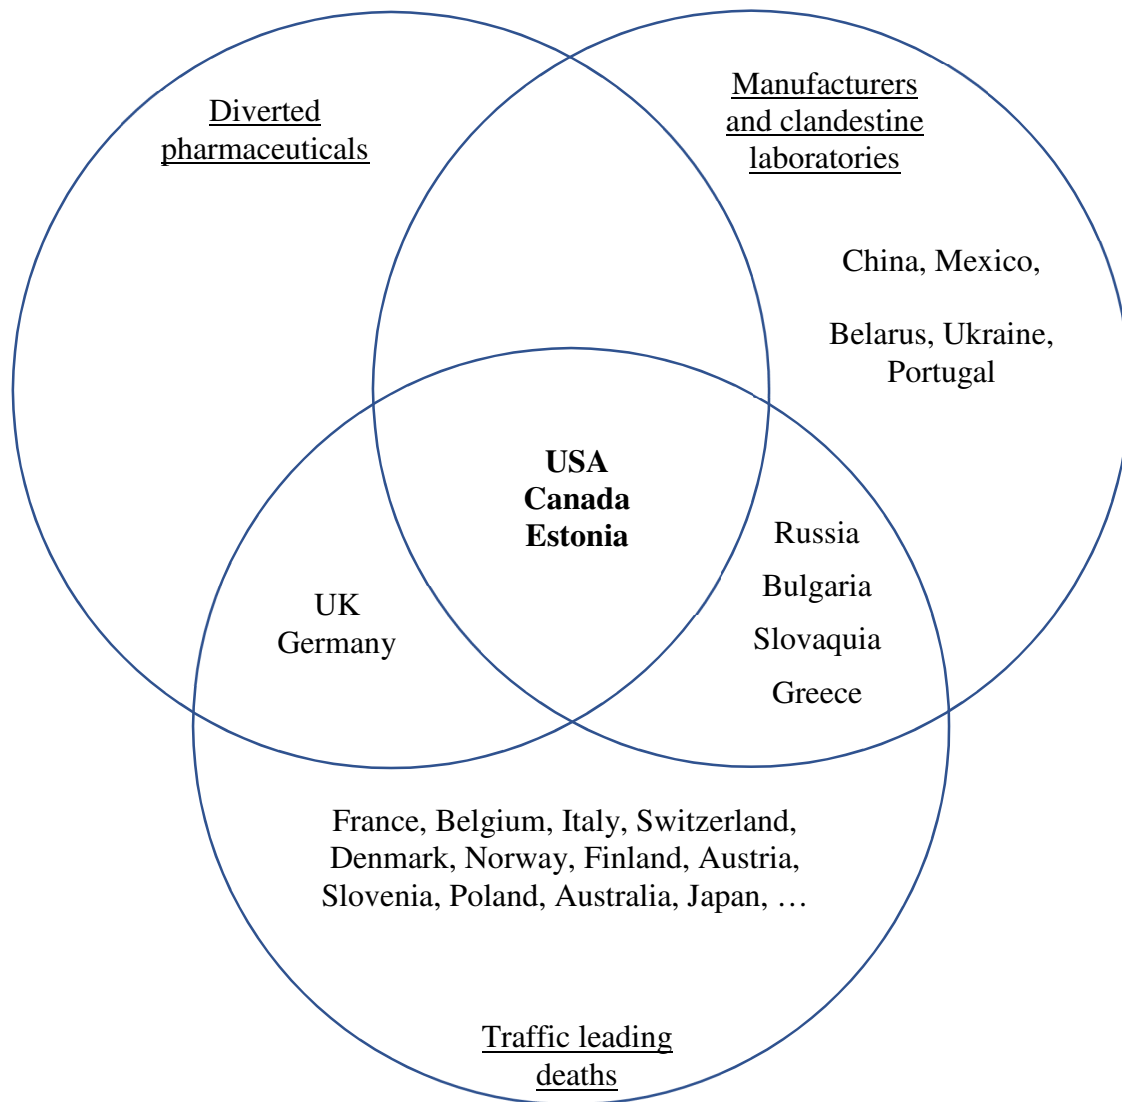 Diverted
pharmaceuticals
Manufacturers
and clandestine
laboratories
China, Mexico,
Belarus, Ukraine,
Portugal
USA
Canada
Estonia
Russia
Bulgaria
Slovaquia
Greece
UK
Germany
France, Belgium, Italy, Switzerland,
Denmark, Norway, Finland, Austria,
Slovenia, Poland, Australia, Japan, …
Traffic leading
deaths